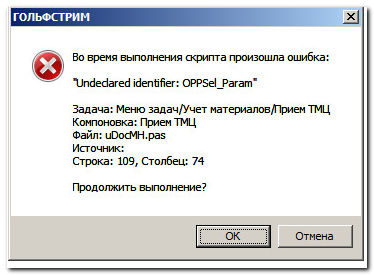 ГОЛЬФСТРИМ
Во время выполнения скрипта произошла ошибка:
"Undeclared identifier: OPPSel_Param"
Задача: Меню задач/Учет материалов/Прием ТМЦ
Компоновка: Прием ТМЦ
Файл: uDocMH.pas
Источник:
Строка: 109, Столбец: 74
Продолжить выполнение?
ОК
Отмена